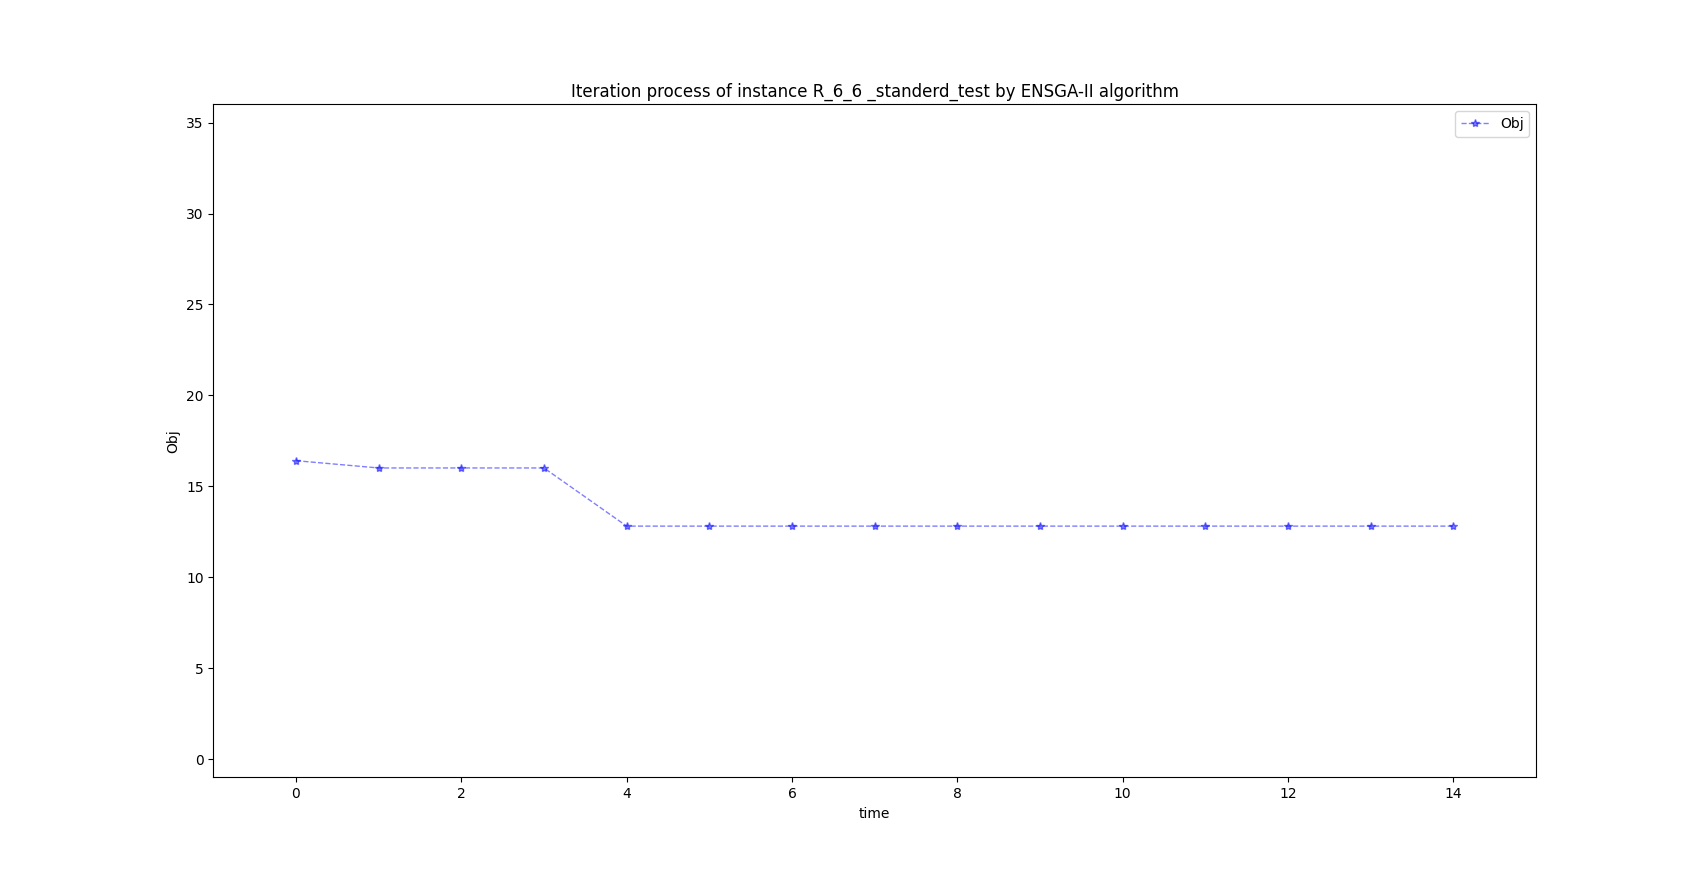 Iteration process of instance R_6_6 _standerd_test by ENSGA-II algorithm
Obj
35
30
25
20
15
10
5
0
Obj
0 2 4 6 8 10 12 14
time